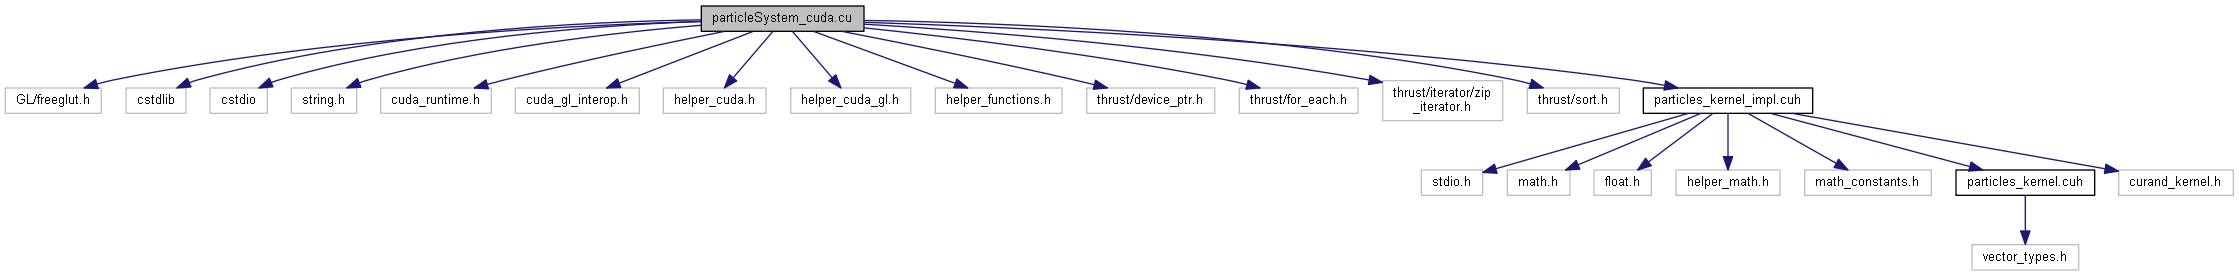 particleSystem_cuda.cu
GL/freeglut.h
cstdlib
cstdio
string.h
cuda_runtime.h
cuda_gl_interop.h
helper_cuda.h
helper_cuda_gl.h
helper_functions.h
thrust/device_ptr.h
thrust/for_each.h
thrust/iterator/zip
_iterator.h
thrust/sort.h
particles_kernel_impl.cuh
stdio.h
math.h
float.h
helper_math.h
math_constants.h
particles_kernel.cuh
curand_kernel.h
vector_types.h